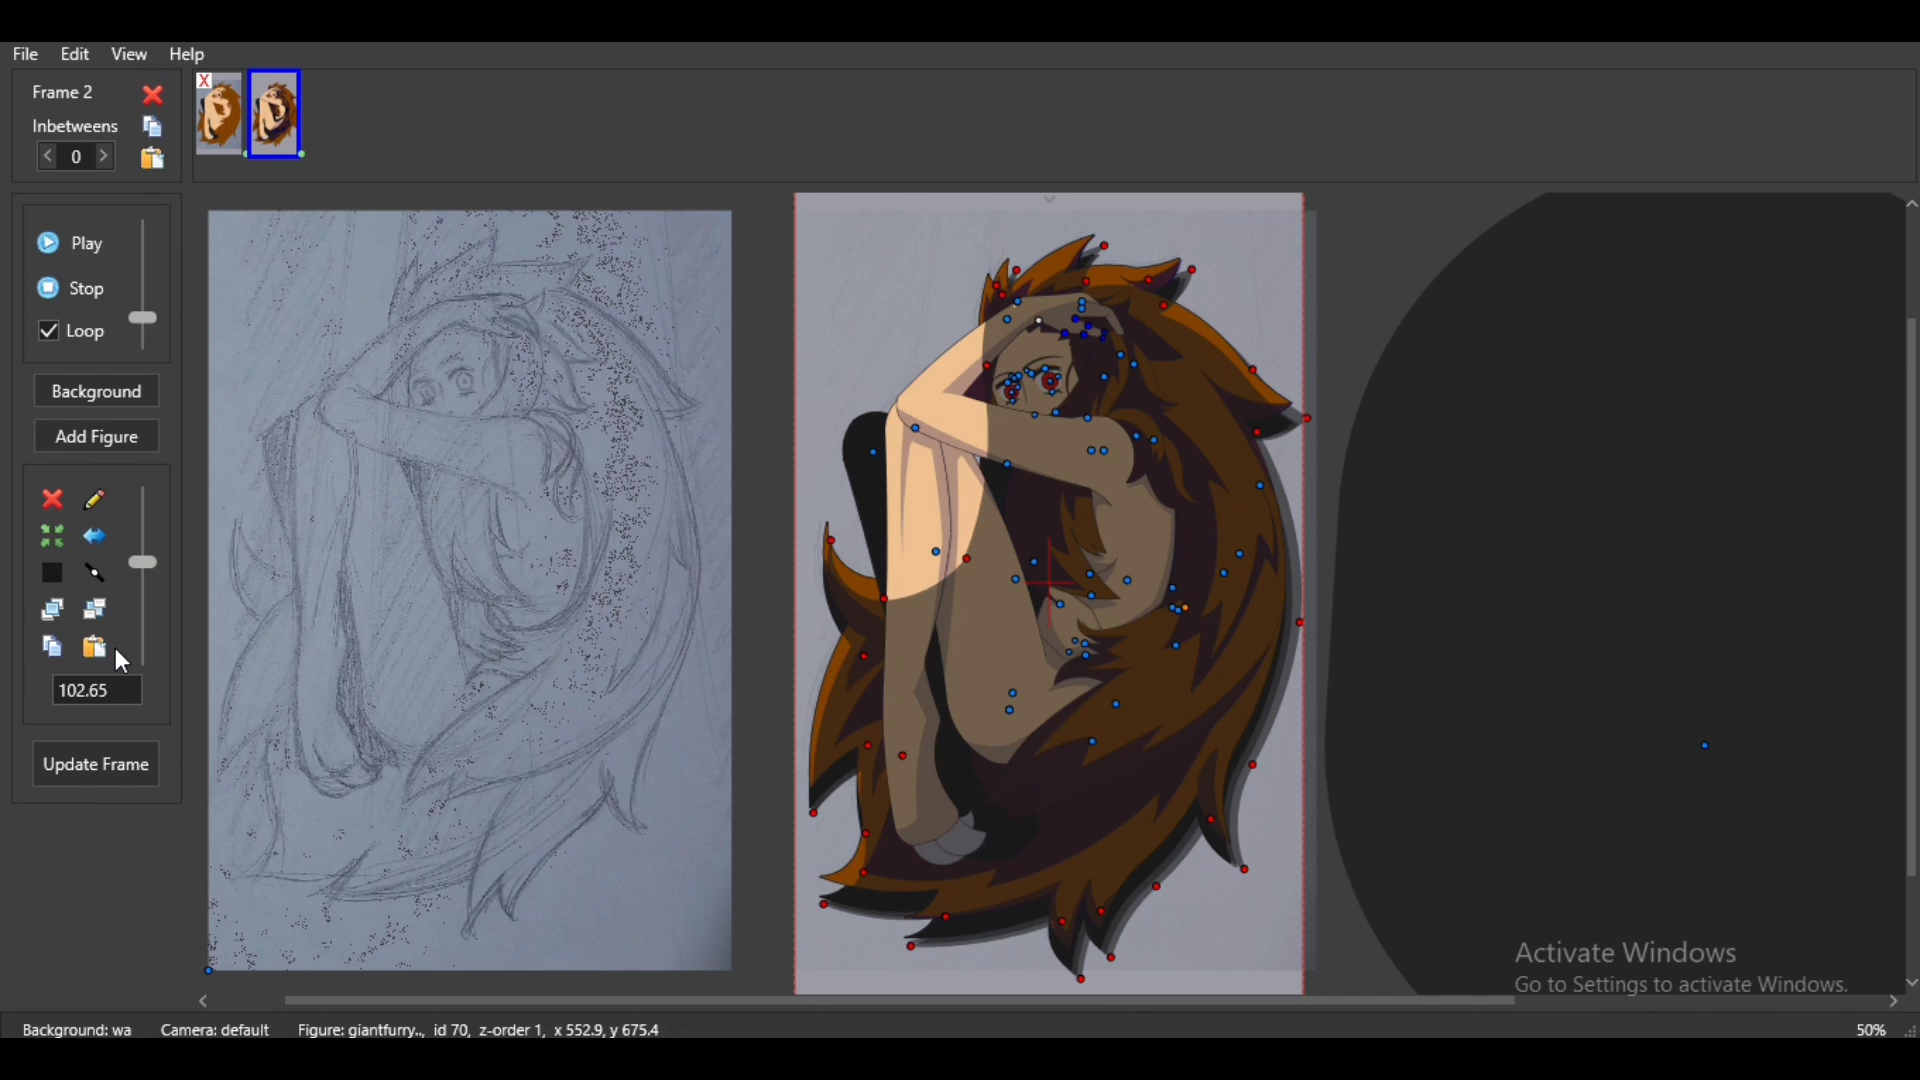 File Edit View Help
Frame 2
Inbetweens
0
X
Play
Stop
Loop
Background
Add Figure
102.65
Update Frame
Activate Windows
Go to Settings to activate Windows.
Background: wa Camera: default Figure: giantfurry.., id 70, z-order 1, x 552.9, y 675.4 50%